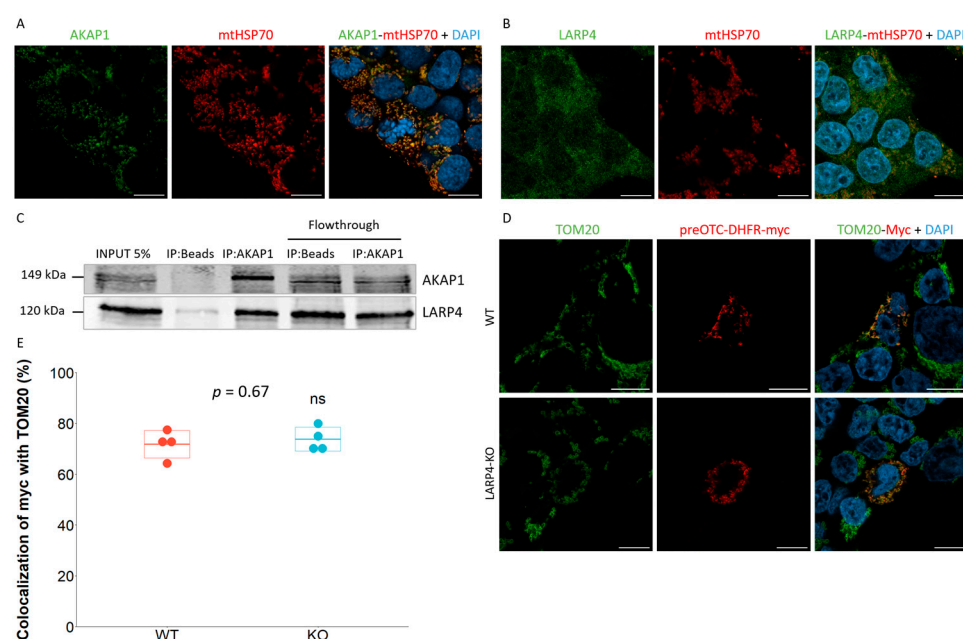 A
AKAP1 mtHSP70 AKAP1-mtHSP70 + DAPI
B
LARP4 mtHSP70 LARP4-mtHSP70 + DAPI
C
Flowthrough
INPUT 5% IP:Beads IP:AKAP1 IP:Beads IP:AKAP1
149 kDa AKAP1
120 kDa LARP4
D
TOM20 preOTC-DHFR-myc TOM20-Myc + DAPI
WT
LARP4-KO
E
Colocalization of myc with TOM20 (%)
100
80
60
40
20
0
p = 0.67
ns
WT KO